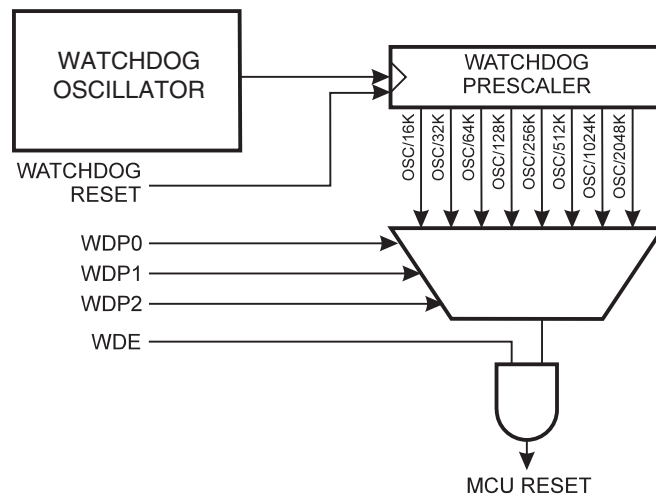 WATCHDOG
OSCILLATOR
WATCHDOG
PRESCALER
WATCHDOG
RESET
OSC/16K
OSC/32K
OSC/64K
OSC/128K
OSC/256K
OSC/512K
OSC/1024K
OSC/2048K
WDP0
WDP1
WDP2
WDE
MCU RESET